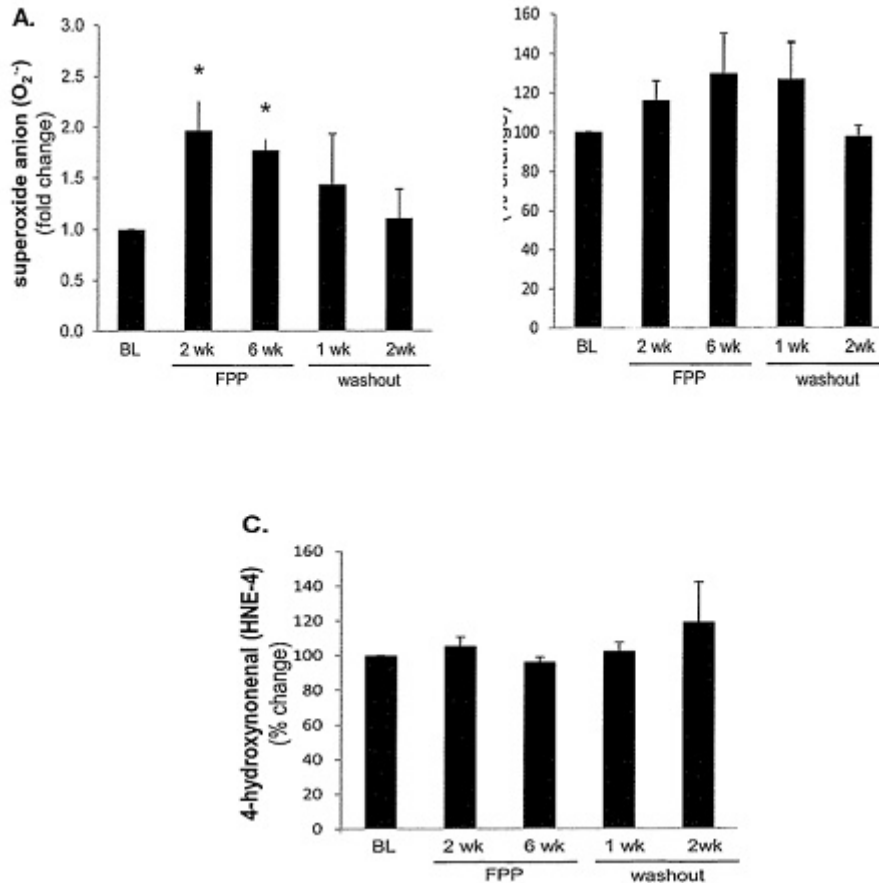 A.
superoxide anion (O₂·⁻)
(fold change)
3.0
2.5
2.0
1.5
1.0
0.5
0.0
*
*
BL 2 wk 6 wk 1 wk 2wk
FPP washout
160
140
120
100
80
60
40
20
0
BL 2 wk 6 wk 1 wk 2wk
FPP washout
C.
4-hydroxynonenal (HNE-4)
(% change)
160
140
120
100
80
60
40
20
0
BL 2 wk 6 wk 1 wk 2wk
FPP washout